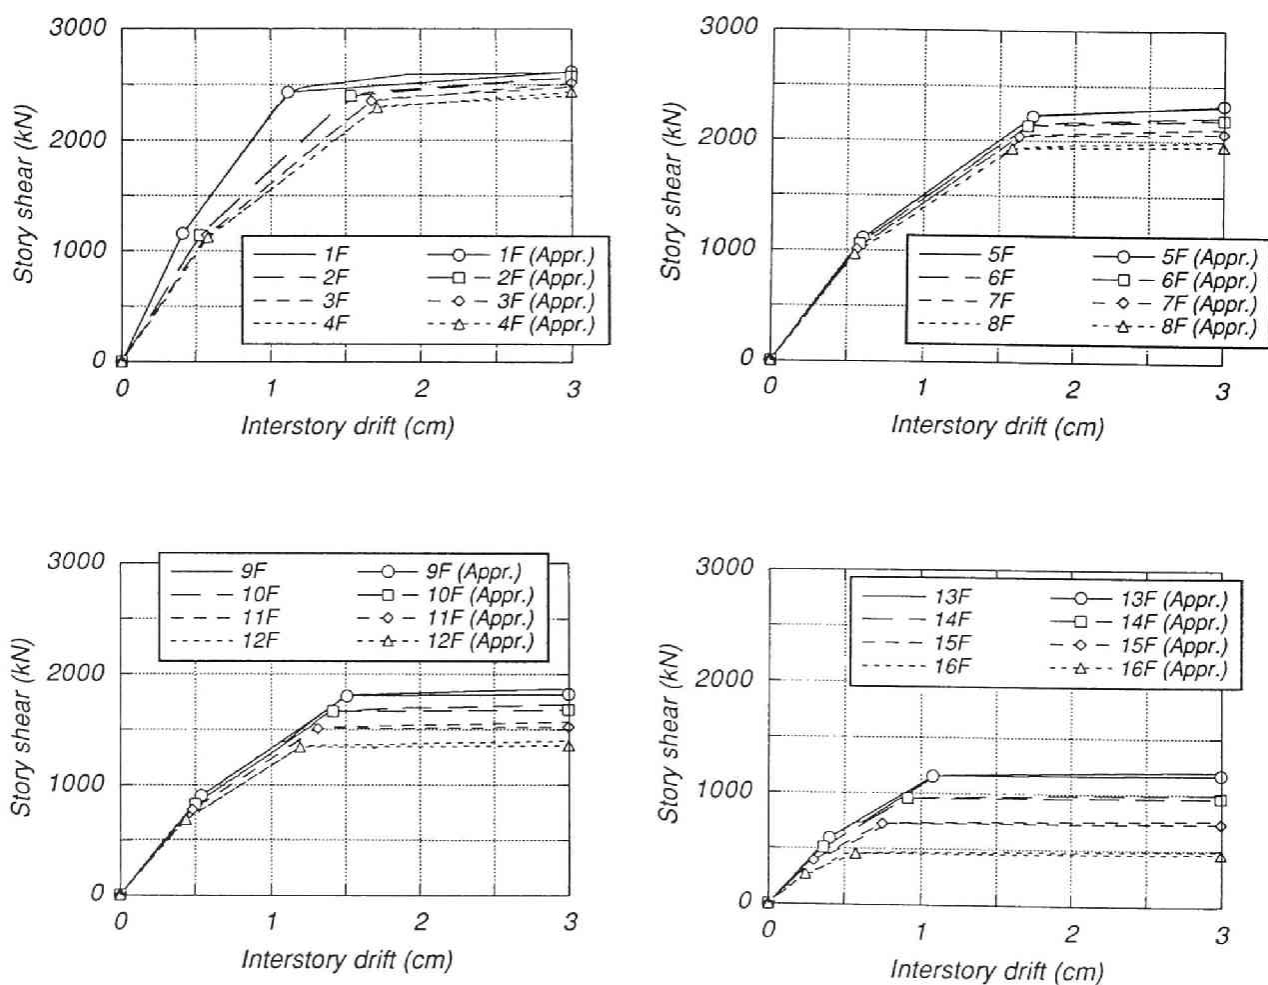 3000
2000
1000
0
Story shear (kN)
1F 1F (Appr.)
2F 2F (Appr.)
3F 3F (Appr.)
4F 4F (Appr.)
0 1 2 3
Interstory drift (cm)
3000
2000
1000
0
Story shear (kN)
5F 5F (Appr.)
6F 6F (Appr.)
7F 7F (Appr.)
8F 8F (Appr.)
0 1 2 3
Interstory drift (cm)
3000
2000
1000
0
Story shear (kN)
9F 9F (Appr.)
10F 10F (Appr.)
11F 11F (Appr.)
12F 12F (Appr.)
0 1 2 3
Interstory drift (cm)
3000
2000
1000
0
Story shear (kN)
13F 13F (Appr.)
14F 14F (Appr.)
15F 15F (Appr.)
16F 16F (Appr.)
0 1 2 3
Interstory drift (cm)